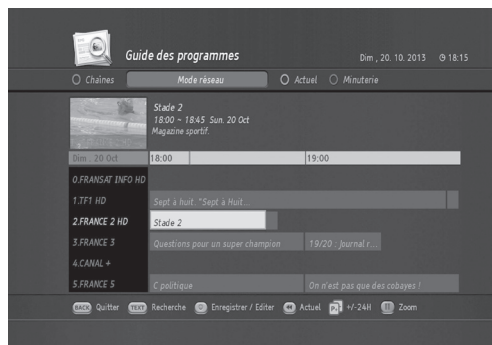 Guide des programmes
Dim , 20. 10. 2013 18:15
Chaînes Mode réseau Actuel Minuterie
Stade 2
18:00 ~ 18:45 Sun. 20 Oct
Magazine sportif.
Dim . 20 Oct 18:00 19:00
0.FRANSAT INFO HD
1.TF1 HD Sept à huit. "Sept à Huit...
2.FRANCE 2 HD Stade 2
3.FRANCE 3 Questions pour un super champion 19/20 : Journal r...
4.CANAL +
5.FRANCE 5 C politique On n'est pas que des cobayes !
BACK Quitter TEXT Recherche Enregistrer / Editer Actuel +/-24H Zoom